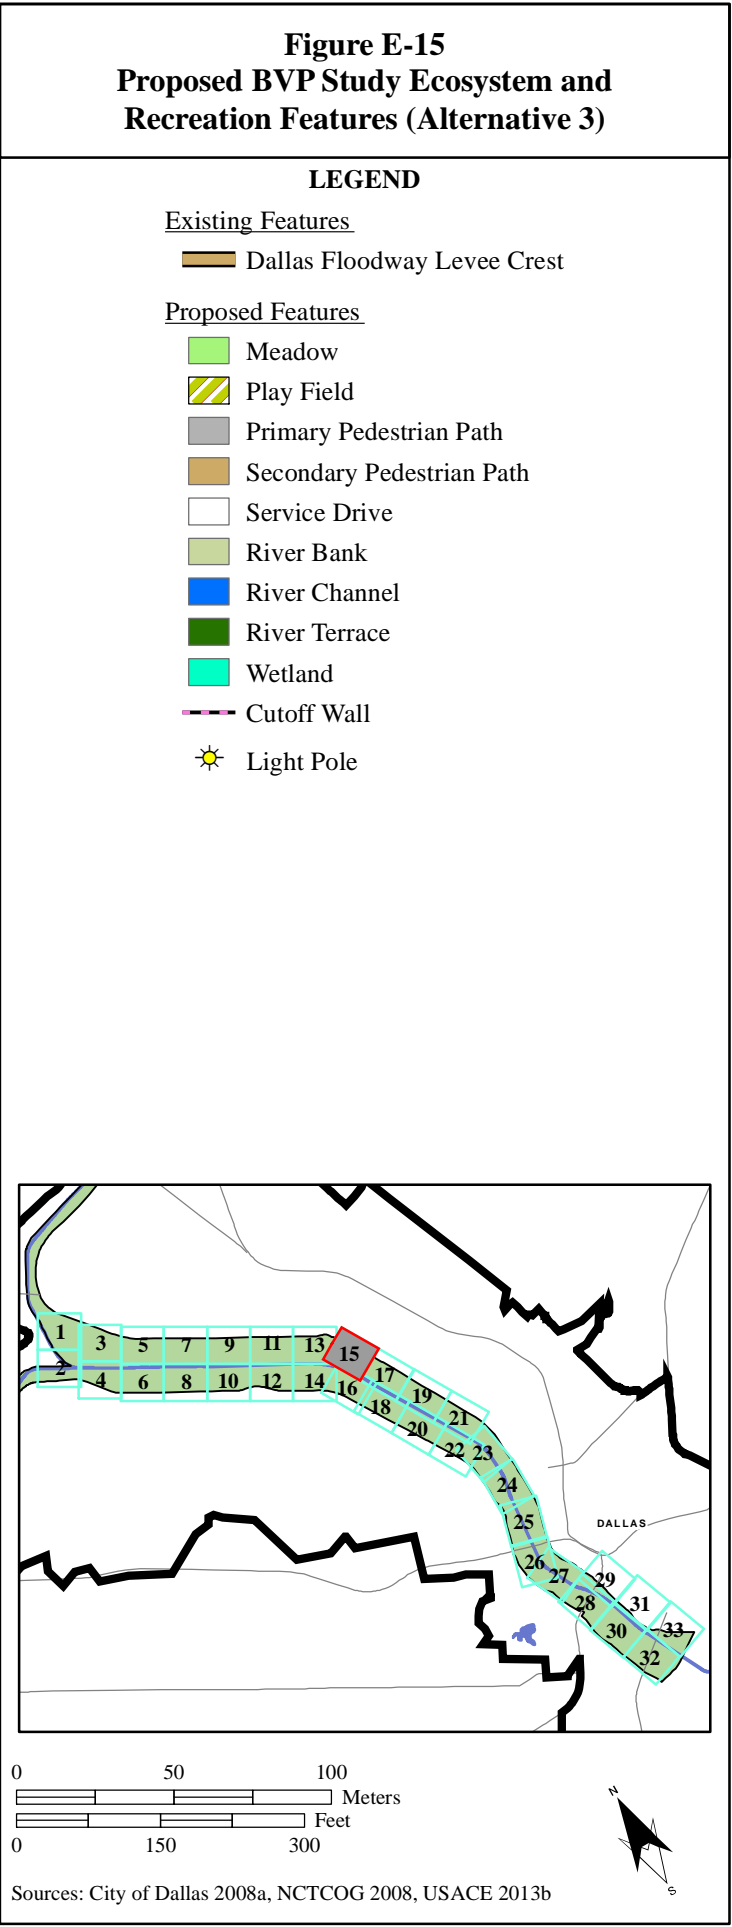 Figure E-15
Proposed BVP Study Ecosystem and
Recreation Features (Alternative 3)
LEGEND
Existing Features
Dallas Floodway Levee Crest
Proposed Features
Meadow
Play Field
Primary Pedestrian Path
Secondary Pedestrian Path
Service Drive
River Bank
River Channel
River Terrace
Wetland
Cutoff Wall
Light Pole
1
2
3
4
5
6
7
8
9
10
11
12
13
14
15
16
17
18
19
20
21
22
23
24
25
26
27
28
29
30
31
32
33
DALLAS
0 50 100
Meters
Feet
0 150 300
N
S
Sources: City of Dallas 2008a, NCTCOG 2008, USACE 2013b